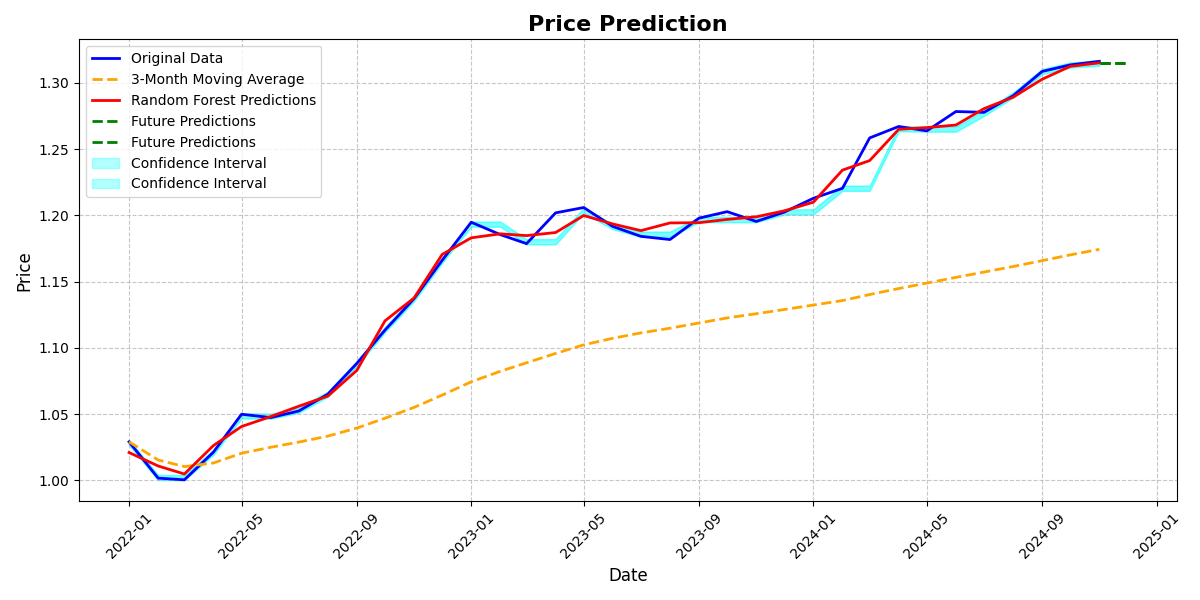 Price Prediction
Original Data
3-Month Moving Average
Random Forest Predictions
Future Predictions
Future Predictions
Confidence Interval
Confidence Interval
Price
1.30
1.25
1.20
1.15
1.10
1.05
1.00
2022-01
2022-05
2022-09
2023-01
2023-05
2023-09
2024-01
2024-05
2024-09
2025-01
Date